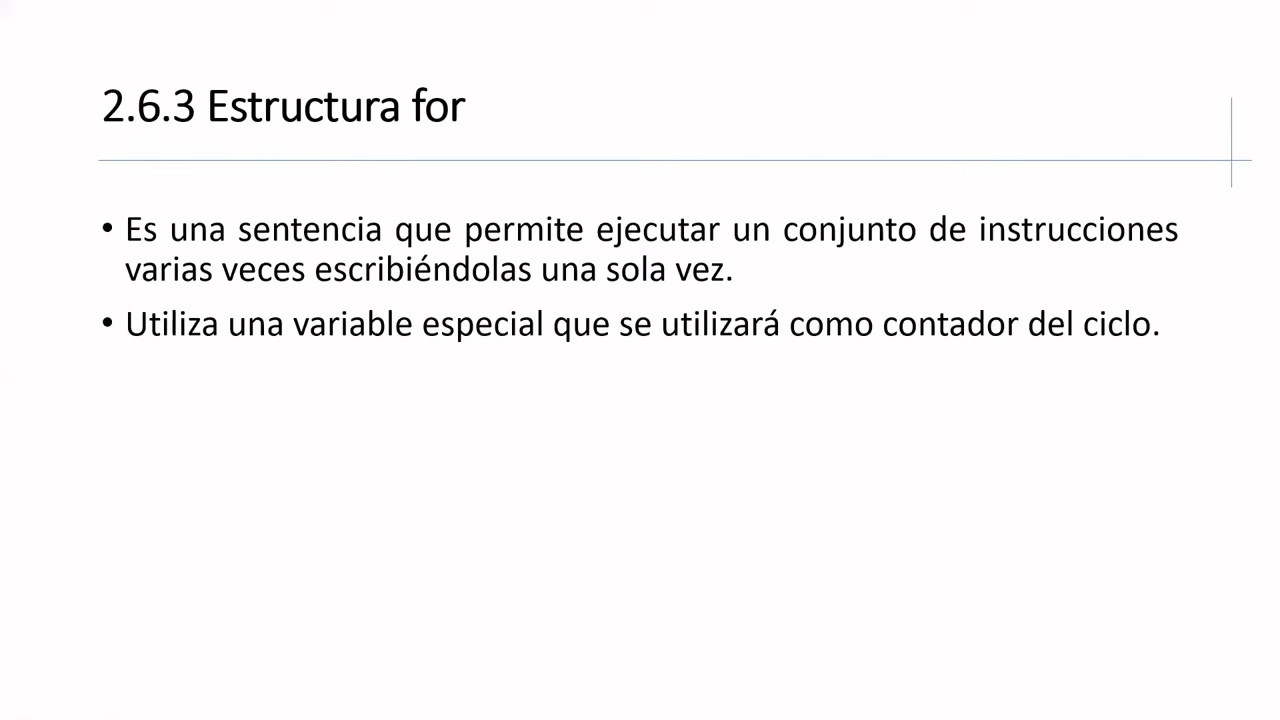 2.6.3 Estructura for
• Es una sentencia que permite ejecutar un conjunto de instrucciones
varias veces escribiéndolas una sola vez.
• Utiliza una variable especial que se utilizará como contador del ciclo.